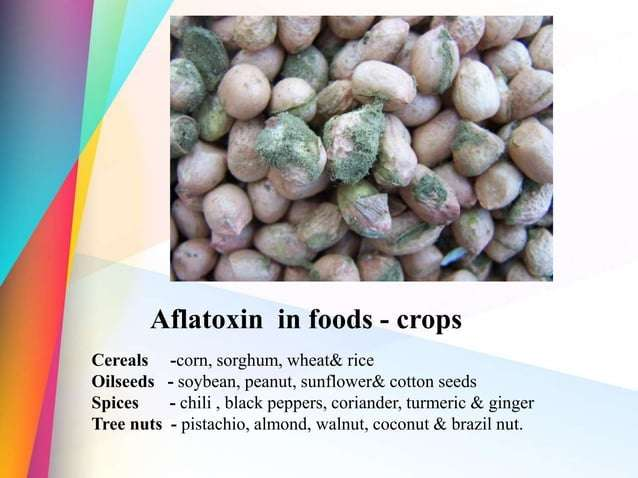 Aflatoxin in foods - crops
Cereals -corn, sorghum, wheat& rice
Oilseeds - soybean, peanut, sunflower& cotton seeds
Spices - chili , black peppers, coriander, turmeric & ginger
Tree nuts - pistachio, almond, walnut, coconut & brazil nut.